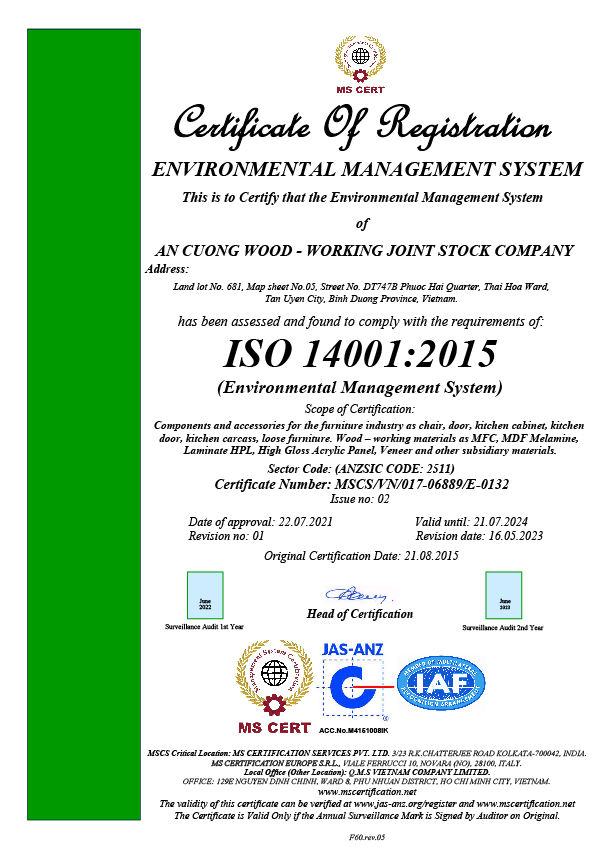 Management System Certification
MS CERT
Certificate Of Registration
ENVIRONMENTAL MANAGEMENT SYSTEM
This is to Certify that the Environmental Management System
of
AN CUONG WOOD - WORKING JOINT STOCK COMPANY
Address:
Land lot No. 681, Map sheet No.05, Street No. DT747B Phuoc Hai Quarter, Thai Hoa Ward,
Tan Uyen City, Binh Duong Province, Vietnam.
has been assessed and found to comply with the requirements of:
ISO 14001:2015
(Environmental Management System)
Scope of Certification:
Components and accessories for the furniture industry as chair, door, kitchen cabinet, kitchen
door, kitchen carcass, loose furniture. Wood – working materials as MFC, MDF Melamine,
Laminate HPL, High Gloss Acrylic Panel, Veneer and other subsidiary materials.
Sector Code: (ANZSIC CODE: 2511)
Certificate Number: MSCS/VN/017-06889/E-0132
Issue no: 02
Date of approval: 22.07.2021 Valid until: 21.07.2024
Revision no: 01 Revision date: 16.05.2023
Original Certification Date: 21.08.2015
June
2022
Surveillance Audit 1st Year
Head of Certification
June
2023
Surveillance Audit 2nd Year
Management System Certification
MS CERT
JAS-ANZ
C
®
ACC.No.M4151008IK
MEMBER OF MULTILATERAL
IAF
RECOGNITION ARRANGEMENT
MSCS Critical Location: MS CERTIFICATION SERVICES PVT. LTD. 3/23 R.K.CHATTERJEE ROAD KOLKATA-700042, INDIA.
MS CERTIFICATION EUROPE S.R.L., VIALE FERRUCCI 10, NOVARA (NO), 28100, ITALY.
Local Office (Other Location): Q.M.S VIETNAM COMPANY LIMITED.
OFFICE: 129E NGUYEN DINH CHINH, WARD 8, PHU NHUAN DISTRICT, HO CHI MINH CITY, VIETNAM.
www.mscertification.net
The validity of this certificate can be verified at www.jas-anz.org/register and www.mscertification.net
The Certificate is Valid Only if the Annual Surveillance Mark is Signed by Auditor on Original.
F60.rev.05